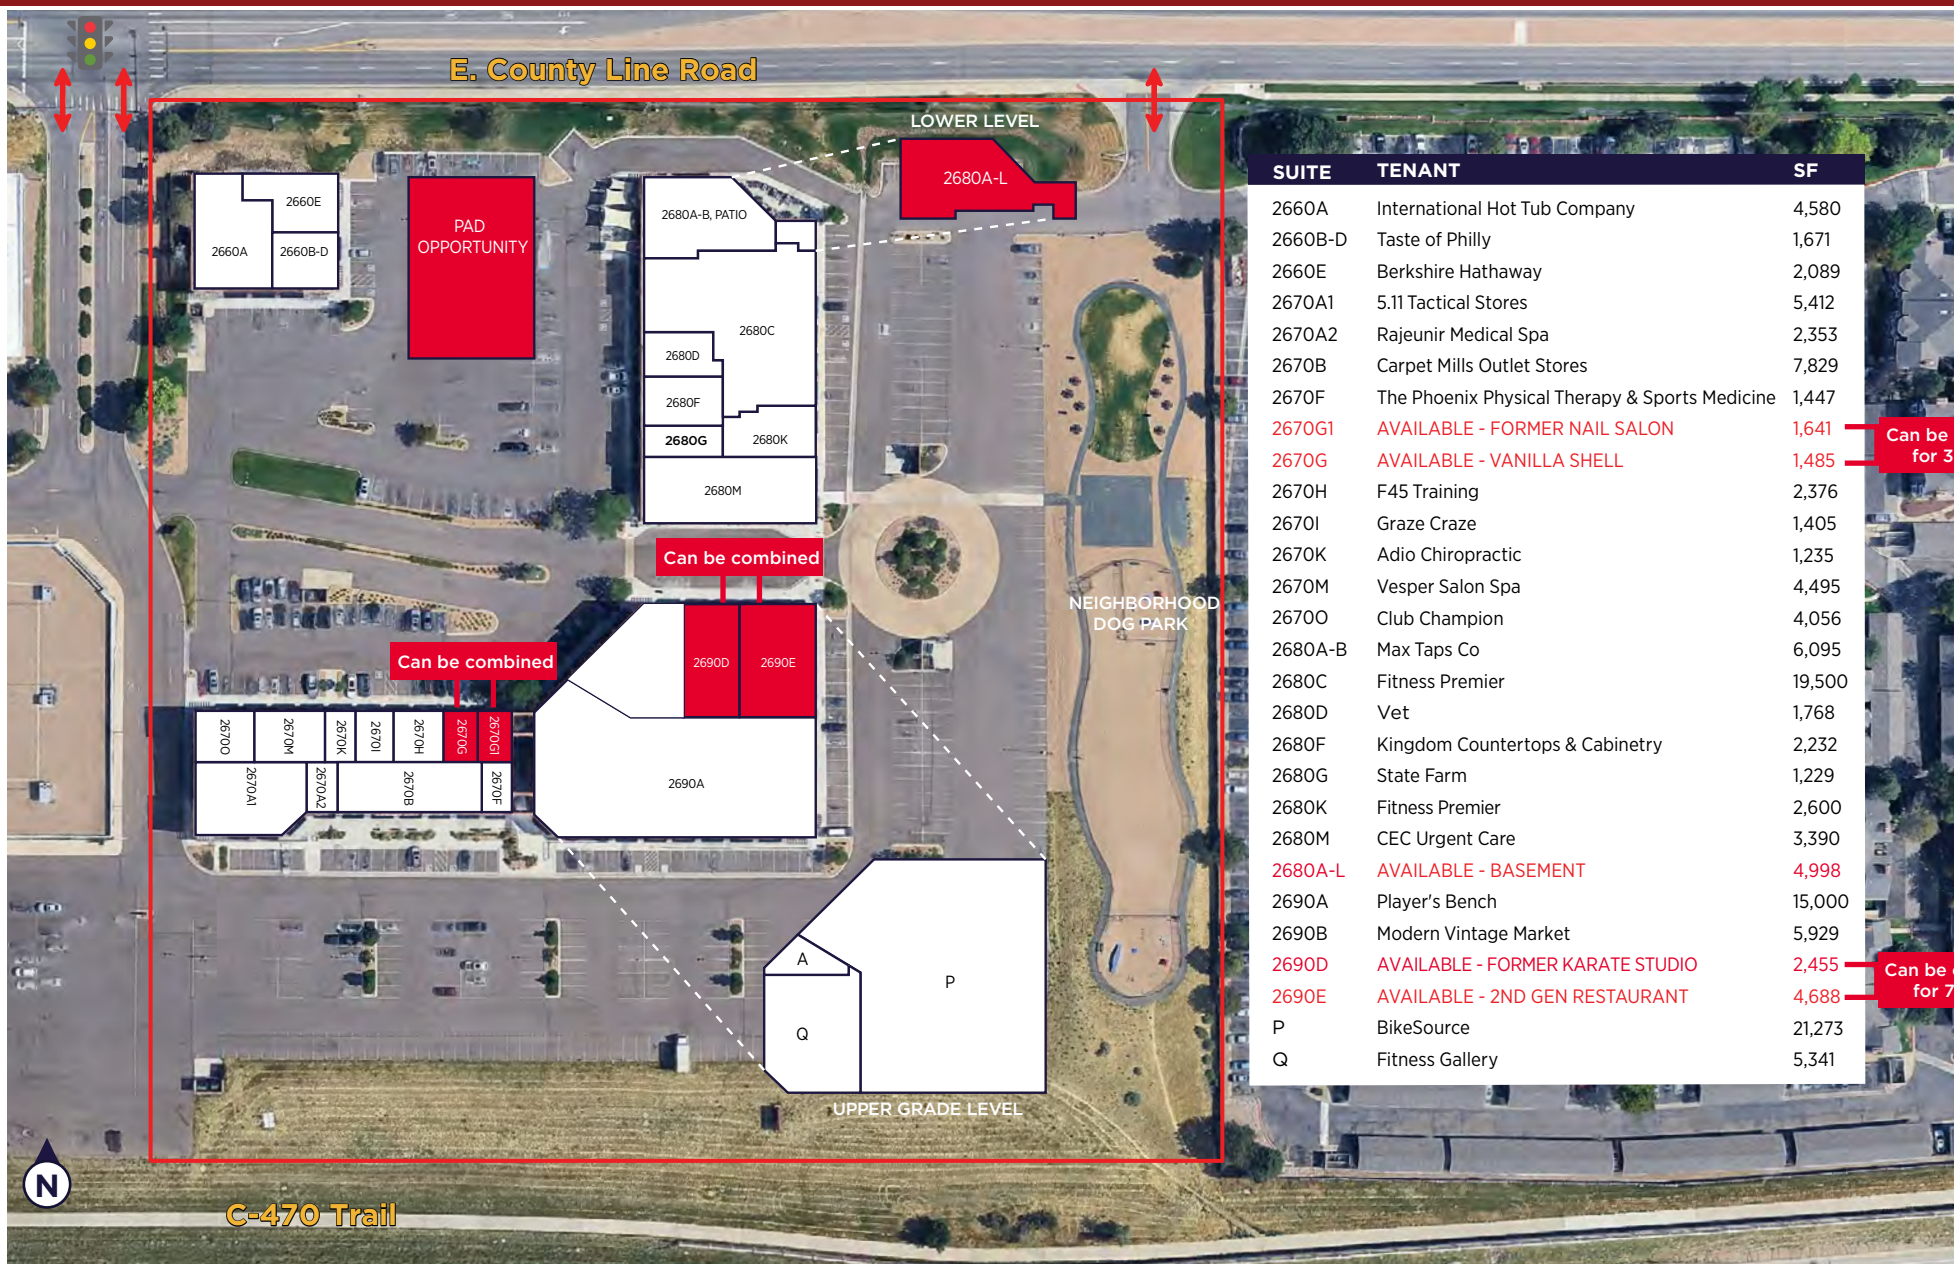 E. County Line Road
LOWER LEVEL
2680A-L
2660E
2660A
2660B-D
PAD
OPPORTUNITY
2680A-B, PATIO
2680C
2680D
2680F
2680G
2680K
2680M
Can be combined
NEIGHBORHOOD
DOG PARK
2690D
2690E
Can be combined
2670O
2670M
2670K
2670I
2670H
2670G
2670G1
2670A1
2670A2
2670B
2670F
2690A
A
P
Q
UPPER GRADE LEVEL
N
C-470 Trail
SUITE TENANT SF
2660A International Hot Tub Company 4,580
2660B-D Taste of Philly 1,671
2660E Berkshire Hathaway 2,089
2670A1 5.11 Tactical Stores 5,412
2670A2 Rajeunir Medical Spa 2,353
2670B Carpet Mills Outlet Stores 7,829
2670F The Phoenix Physical Therapy & Sports Medicine 1,447
2670G1 AVAILABLE - FORMER NAIL SALON 1,641
2670G AVAILABLE - VANILLA SHELL 1,485
Can be
for 3
2670H F45 Training 2,376
2670I Graze Craze 1,405
2670K Adio Chiropractic 1,235
2670M Vesper Salon Spa 4,495
2670O Club Champion 4,056
2680A-B Max Taps Co 6,095
2680C Fitness Premier 19,500
2680D Vet 1,768
2680F Kingdom Countertops & Cabinetry 2,232
2680G State Farm 1,229
2680K Fitness Premier 2,600
2680M CEC Urgent Care 3,390
2680A-L AVAILABLE - BASEMENT 4,998
2690A Player's Bench 15,000
2690B Modern Vintage Market 5,929
2690D AVAILABLE - FORMER KARATE STUDIO 2,455
2690E AVAILABLE - 2ND GEN RESTAURANT 4,688
Can be
for 7
P BikeSource 21,273
Q Fitness Gallery 5,341